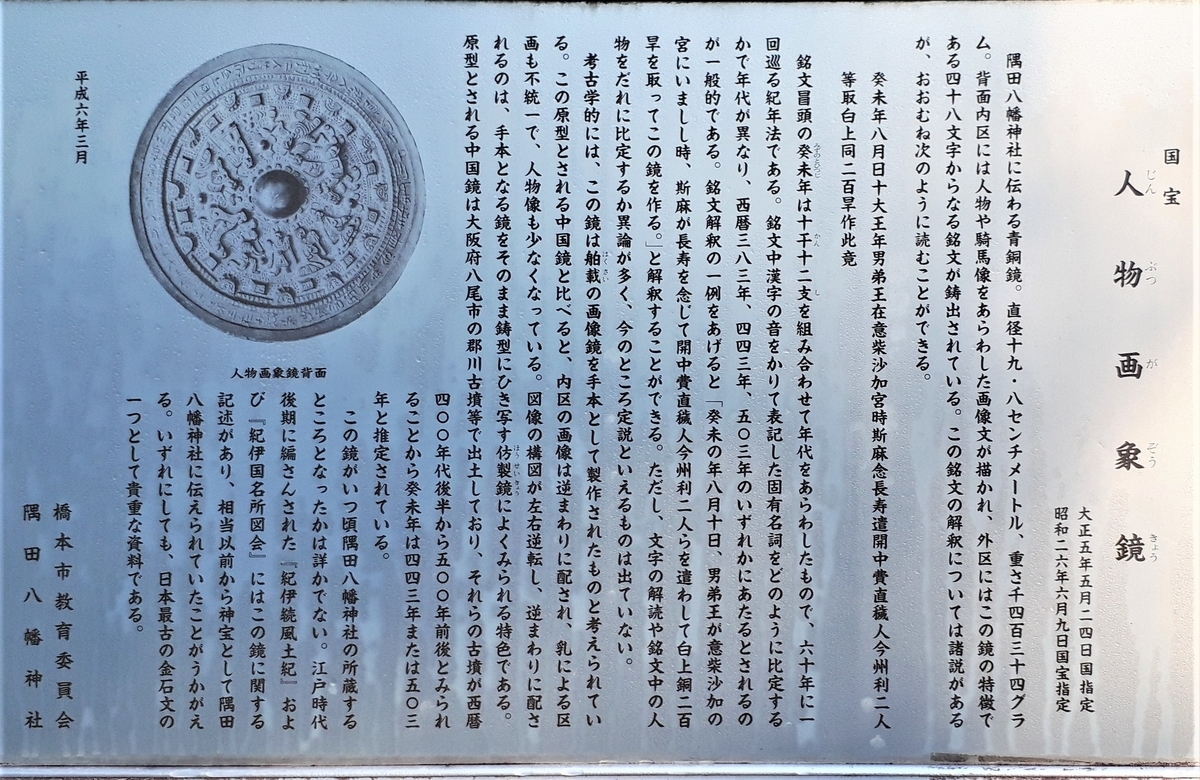 国宝
人物画象鏡
じんぶつがぞうきょう
大正五年五月二四日国指定
昭和二六年六月九日国宝指定
隅田八幡神社に伝わる青銅鏡。直径十九・八センチメートル、重さ千四百三十四グラ
ム。背面内区には人物や騎馬像をあらわした画像文が描かれ、外区にはこの鏡の特徴で
ある四十八文字からなる銘文が鋳出されている。この銘文の解釈については諸説がある
が、おおむね次のように読むことができる。
癸未年八月日十大王年男弟王在意柴沙加宮時斯麻念長寿遣開中費直穢人今州利二人
等取白上同二百旱作此竟
銘文冒頭の癸未年は十干十二支を組み合わせて年代をあらわしたもので、六十年に一
みずのとひつじ
かん
し
回巡る紀年法である。銘文中漢字の音をかりて表記した固有名詞をどのように比定する
かで年代が異なり、西暦三八三年、四四三年、五〇三年のいずれかにあたるとされるの
が一般的である。銘文解釈の一例をあげると「癸未の年八月十日、男弟王が意柴沙加の
宮にいましし時、斯麻が長寿を念じて開中費直穢人今州利二人らを遣わして白上銅二百
旱を取ってこの鏡を作る。」と解釈することができる。ただし、文字の解読や銘文中の人
物をだれに比定するか異論が多く、今のところ定説といえるものは出ていない。
考古学的には、この鏡は舶載の画像鏡を手本として製作されたものと考えられてい
はくさい
る。この原型とされる中国鏡と比べると、内区の画像は逆まわりに配され、乳による区
画も不統一で、人物像も少なくなっている。図像の構図が左右逆転し、逆まわりに配さ
れるのは、手本となる鏡をそのまま鋳型にひき写す仿製鏡によくみられる特色である。
ほうせいきょう
原型とされる中国鏡は大阪府八尾市の郡川古墳等で出土しており、それらの古墳が西暦
四〇〇年代後半から五〇〇年前後とみられ
ることから癸未年は四四三年または五〇三
年と推定されている。
この鏡がいつ頃隅田八幡神社の所蔵する
ところとなったかは詳かでない。江戸時代
後期に編さんされた『紀伊続風土紀』およ
び『紀伊国名所図会』にはこの鏡に関する
記述があり、相当以前から神宝として隅田
八幡神社に伝えられていたことがうかがえ
る。いずれにしても、日本最古の金石文の
一つとして貴重な資料である。
人物画象鏡背面
平成六年三月
橋本市教育委員会
隅田八幡神社